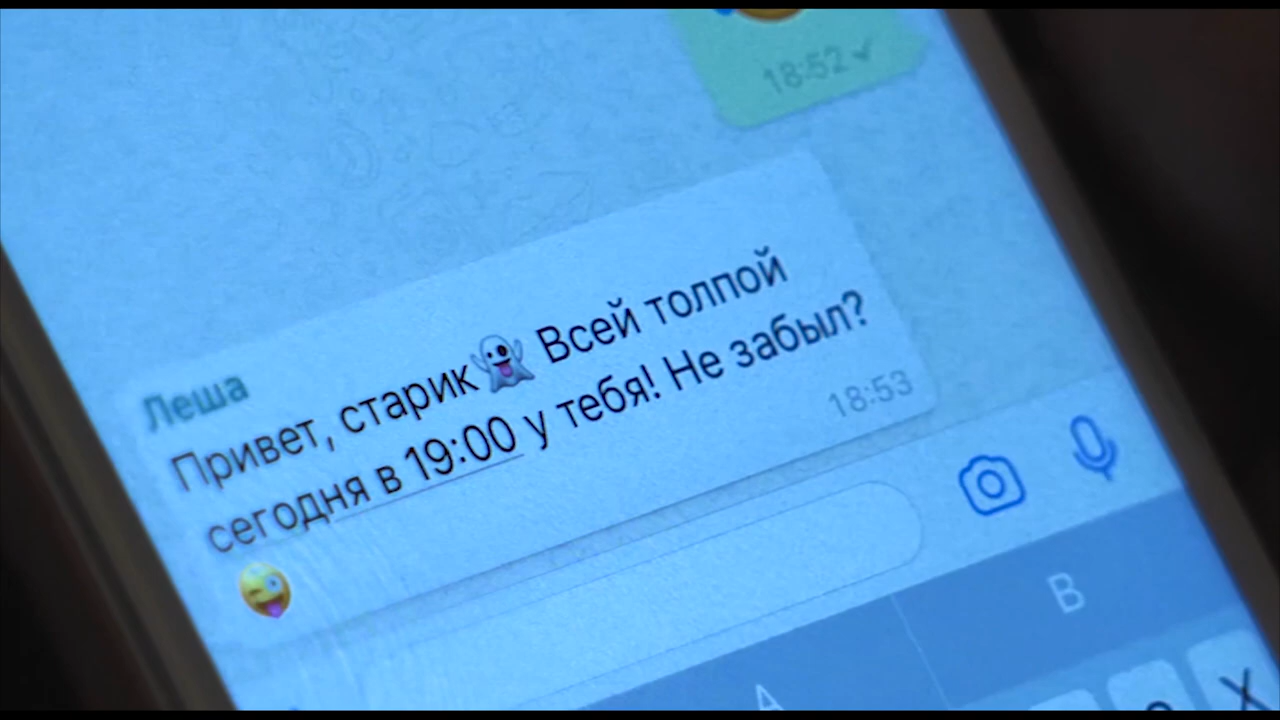 18:52
Леша
Привет, старик👻 Всей толпой
сегодня в 19:00 у тебя! Не забыл?
😜
18:53
А В
Х